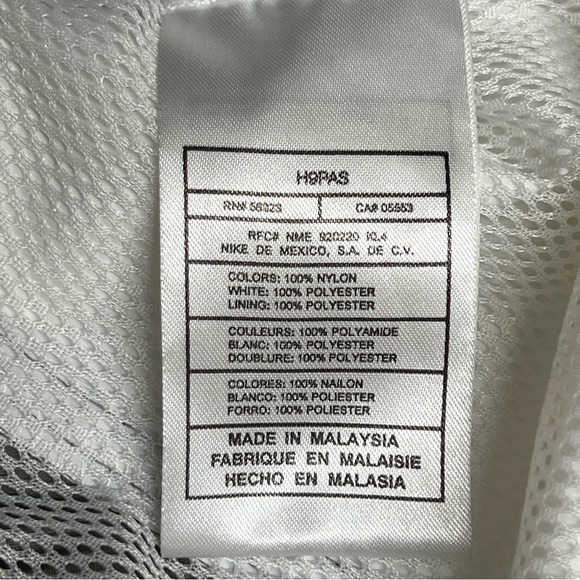 H9PAS
RN# 56323 CA# 05553
RFC# NME 920220 IQ.4
NIKE DE MEXICO, S.A. DE C.V.
COLORS: 100% NYLON
WHITE: 100% POLYESTER
LINING: 100% POLYESTER
COULEURS: 100% POLYAMIDE
BLANC: 100% POLYESTER
DOUBLURE: 100% POLYESTER
COLORES: 100% NAILON
BLANCO: 100% POLIESTER
FORRO: 100% POLIESTER
MADE IN MALAYSIA
FABRIQUE EN MALAISIE
HECHO EN MALASIA